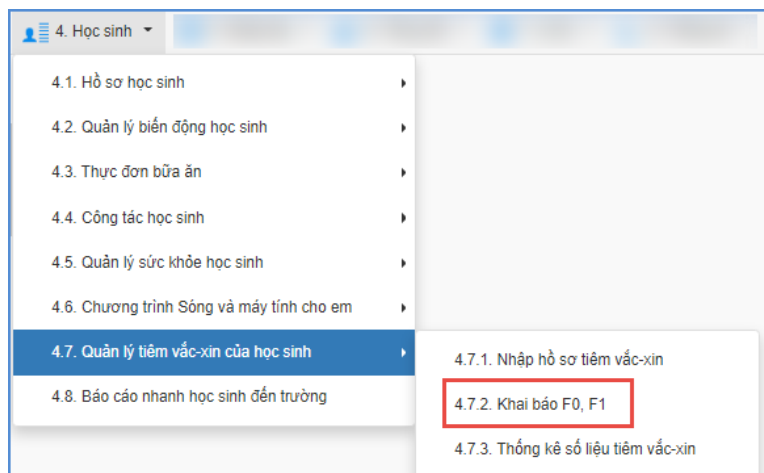 4. Học sinh
4.1. Hồ sơ học sinh
4.2. Quản lý biến động học sinh
4.3. Thực đơn bữa ăn
4.4. Công tác học sinh
4.5. Quản lý sức khỏe học sinh
4.6. Chương trình Sóng và máy tính cho em
4.7. Quản lý tiêm vắc-xin của học sinh
4.8. Báo cáo nhanh học sinh đến trường
4.7.1. Nhập hồ sơ tiêm vắc-xin
4.7.2. Khai báo F0, F1
4.7.3. Thống kê số liệu tiêm vắc-xin